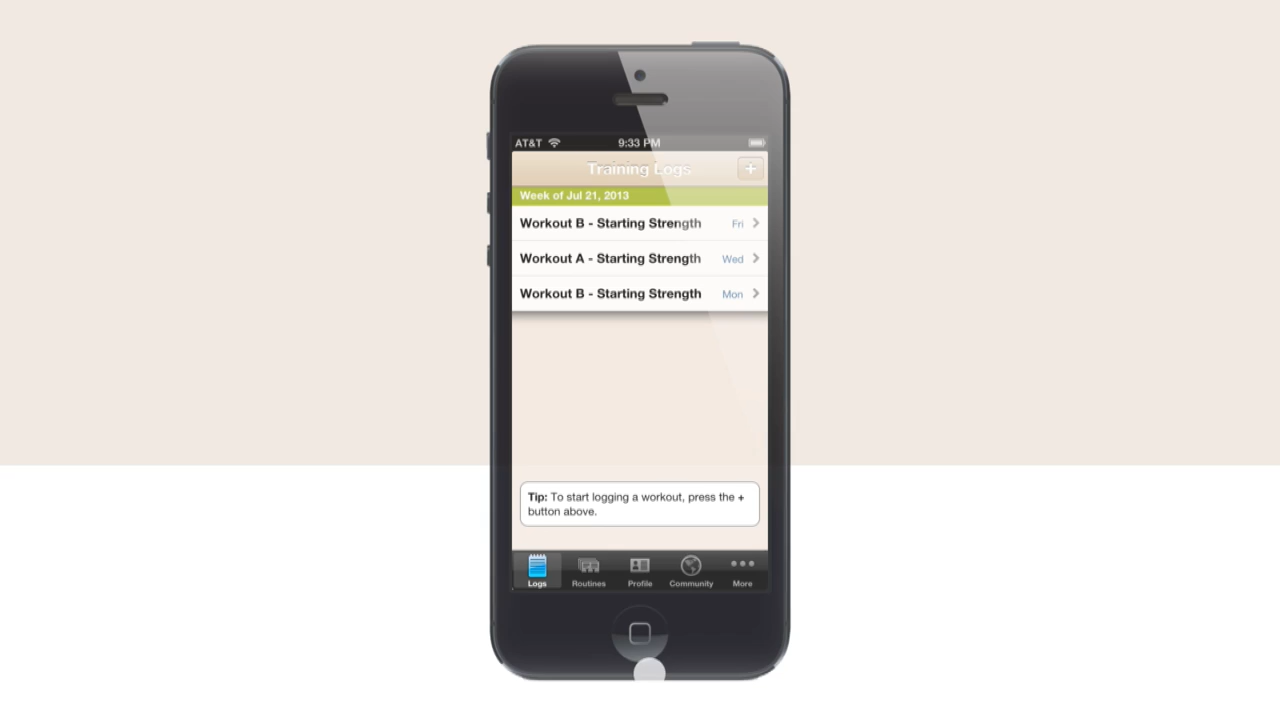 AT&T 9:33 PM
Training Logs +
Week of Jul 21, 2013
Workout B - Starting Strength Fri
Workout A - Starting Strength Wed
Workout B - Starting Strength Mon
Tip: To start logging a workout, press the +
button above.
Logs Routines Profile Community More